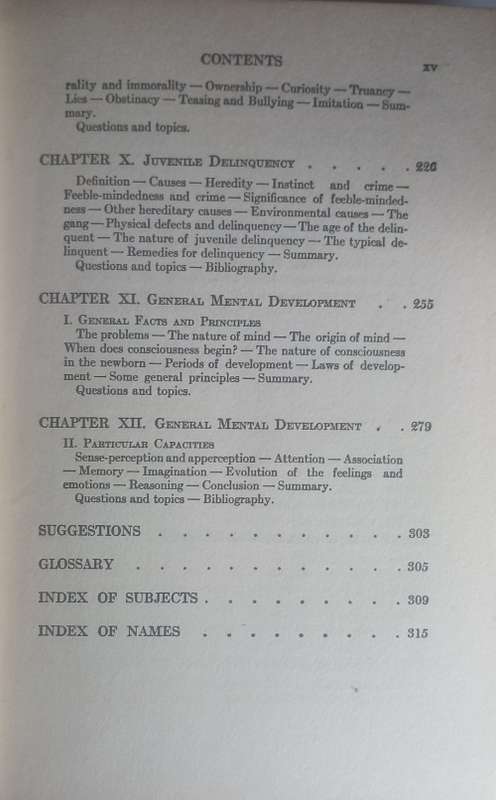 CONTENTS xv
rality and immorality — Ownership — Curiosity — Truancy —
Lies — Obstinacy — Teasing and Bullying — Imitation — Sum-
mary.
Questions and topics.
CHAPTER X. JUVENILE DELINQUENCY . . . . . 226
Definition — Causes — Heredity — Instinct and crime —
Feeble-mindedness and crime — Significance of feeble-minded-
ness — Other hereditary causes — Environmental causes — The
gang — Physical defects and delinquency — The age of the delin-
quent — The nature of juvenile delinquency — The typical de-
linquent — Remedies for delinquency — Summary.
Questions and topics — Bibliography.
CHAPTER XI. GENERAL MENTAL DEVELOPMENT . . 255
I. GENERAL FACTS AND PRINCIPLES
The problems — The nature of mind — The origin of mind —
When does consciousness begin? — The nature of consciousness
in the newborn — Periods of development — Laws of develop-
ment — Some general principles — Summary.
Questions and topics.
CHAPTER XII. GENERAL MENTAL DEVELOPMENT . . 279
II. PARTICULAR CAPACITIES
Sense-perception and apperception — Attention — Association
— Memory — Imagination — Evolution of the feelings and
emotions — Reasoning — Conclusion — Summary.
Questions and topics — Bibliography.
SUGGESTIONS . . . . . . . . . . . 303
GLOSSARY . . . . . . . . . . . . 305
INDEX OF SUBJECTS . . . . . . . . . 309
INDEX OF NAMES . . . . . . . . . 315